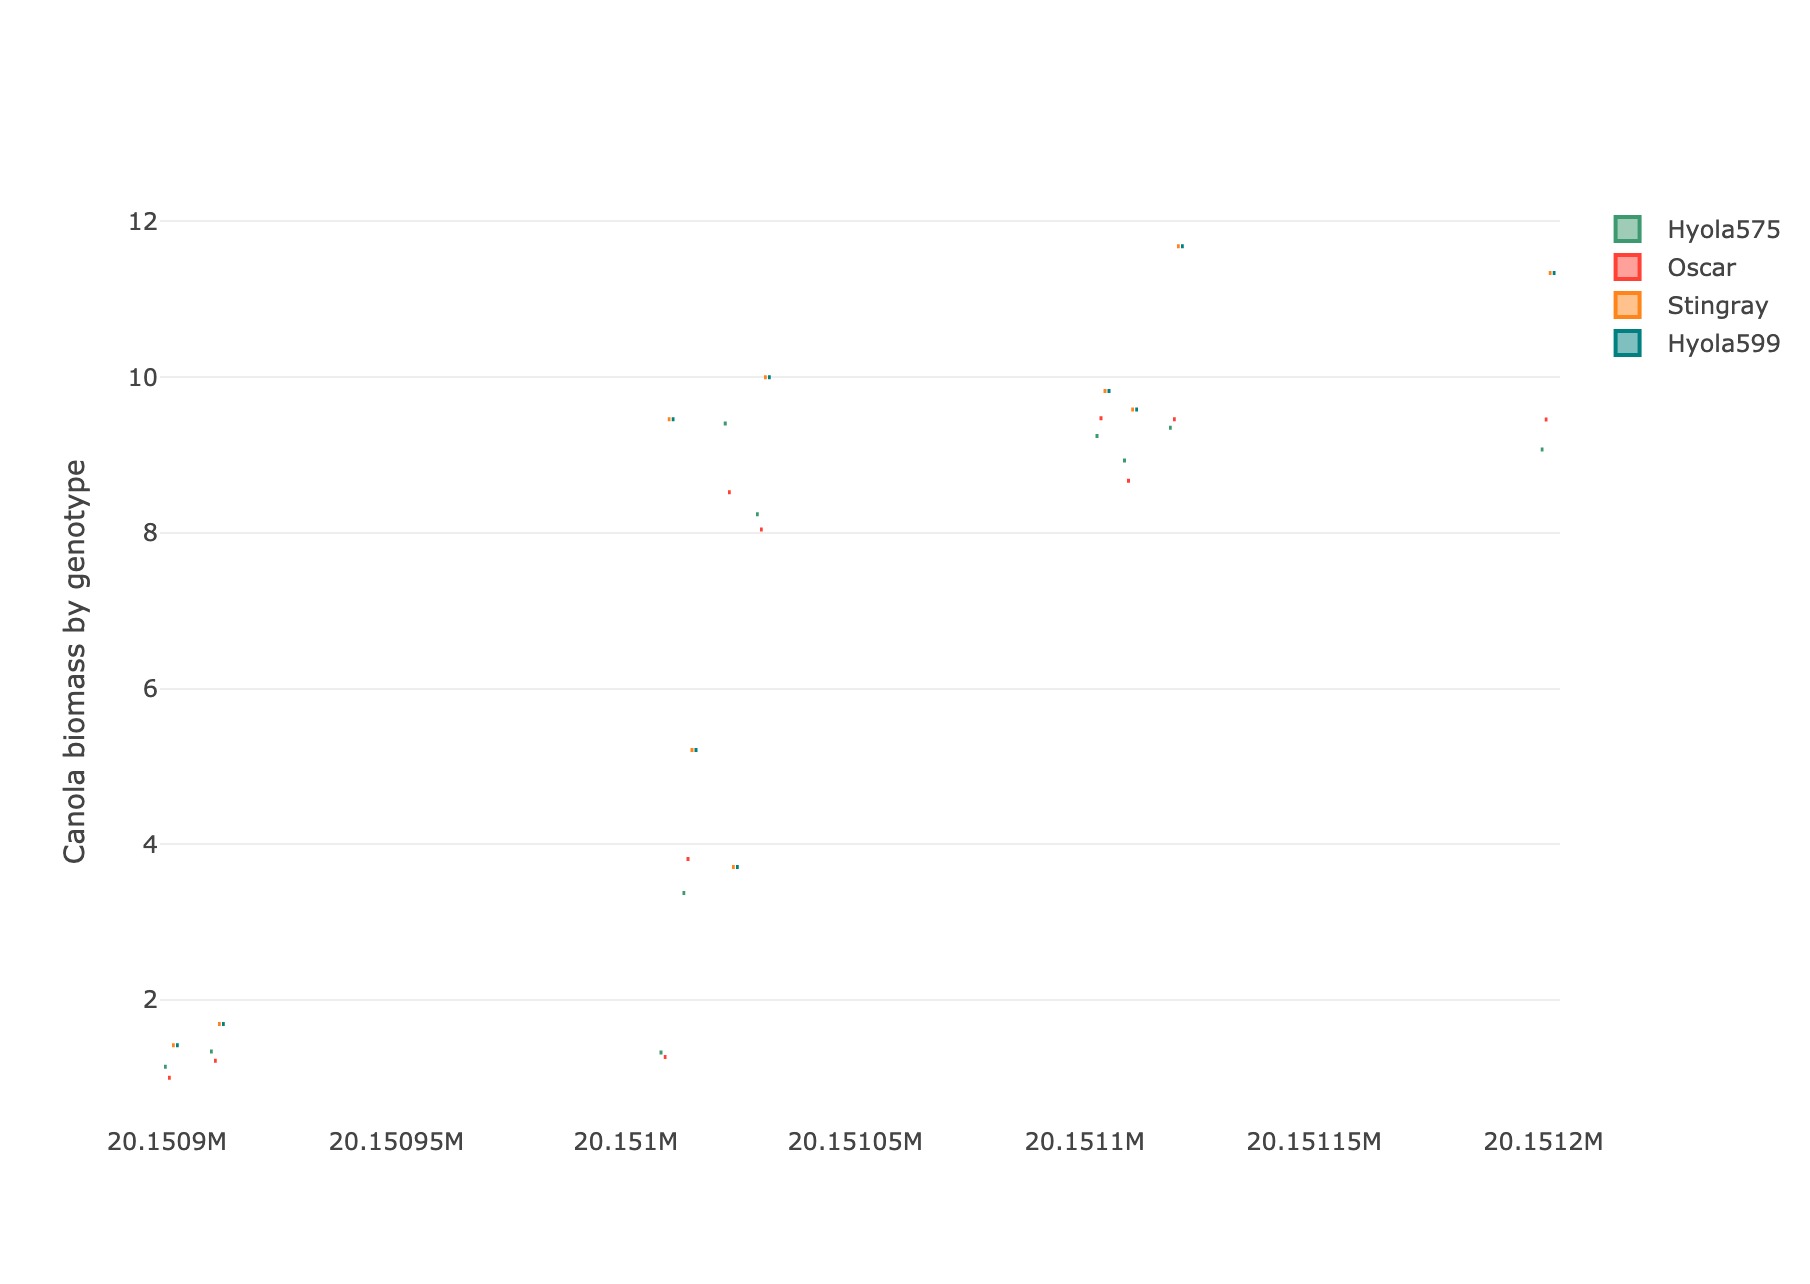 12
10
8
6
4
2
Canola biomass by genotype
20.1509M
20.15095M
20.151M
20.15105M
20.1511M
20.15115M
20.1512M
Hyola575
Oscar
Stingray
Hyola599